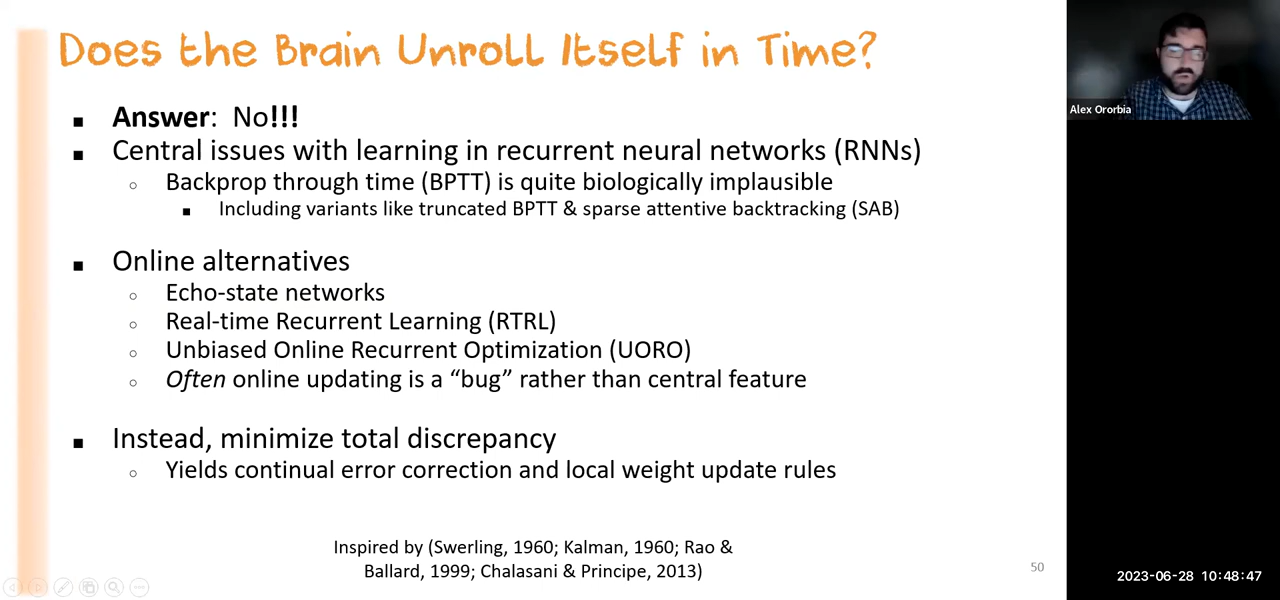 Does the Brain Unroll Itself in Time?
Answer: No!!!
Central issues with learning in recurrent neural networks (RNNs)
Backprop through time (BPTT) is quite biologically implausible
Including variants like truncated BPTT & sparse attentive backtracking (SAB)
Online alternatives
Echo-state networks
Real-time Recurrent Learning (RTRL)
Unbiased Online Recurrent Optimization (UORO)
Often online updating is a “bug” rather than central feature
Instead, minimize total discrepancy
Yields continual error correction and local weight update rules
Inspired by (Swerling, 1960; Kalman, 1960; Rao &
Ballard, 1999; Chalasani & Principe, 2013)
50
Alex Ororbia
2023-06-28 10:48:47